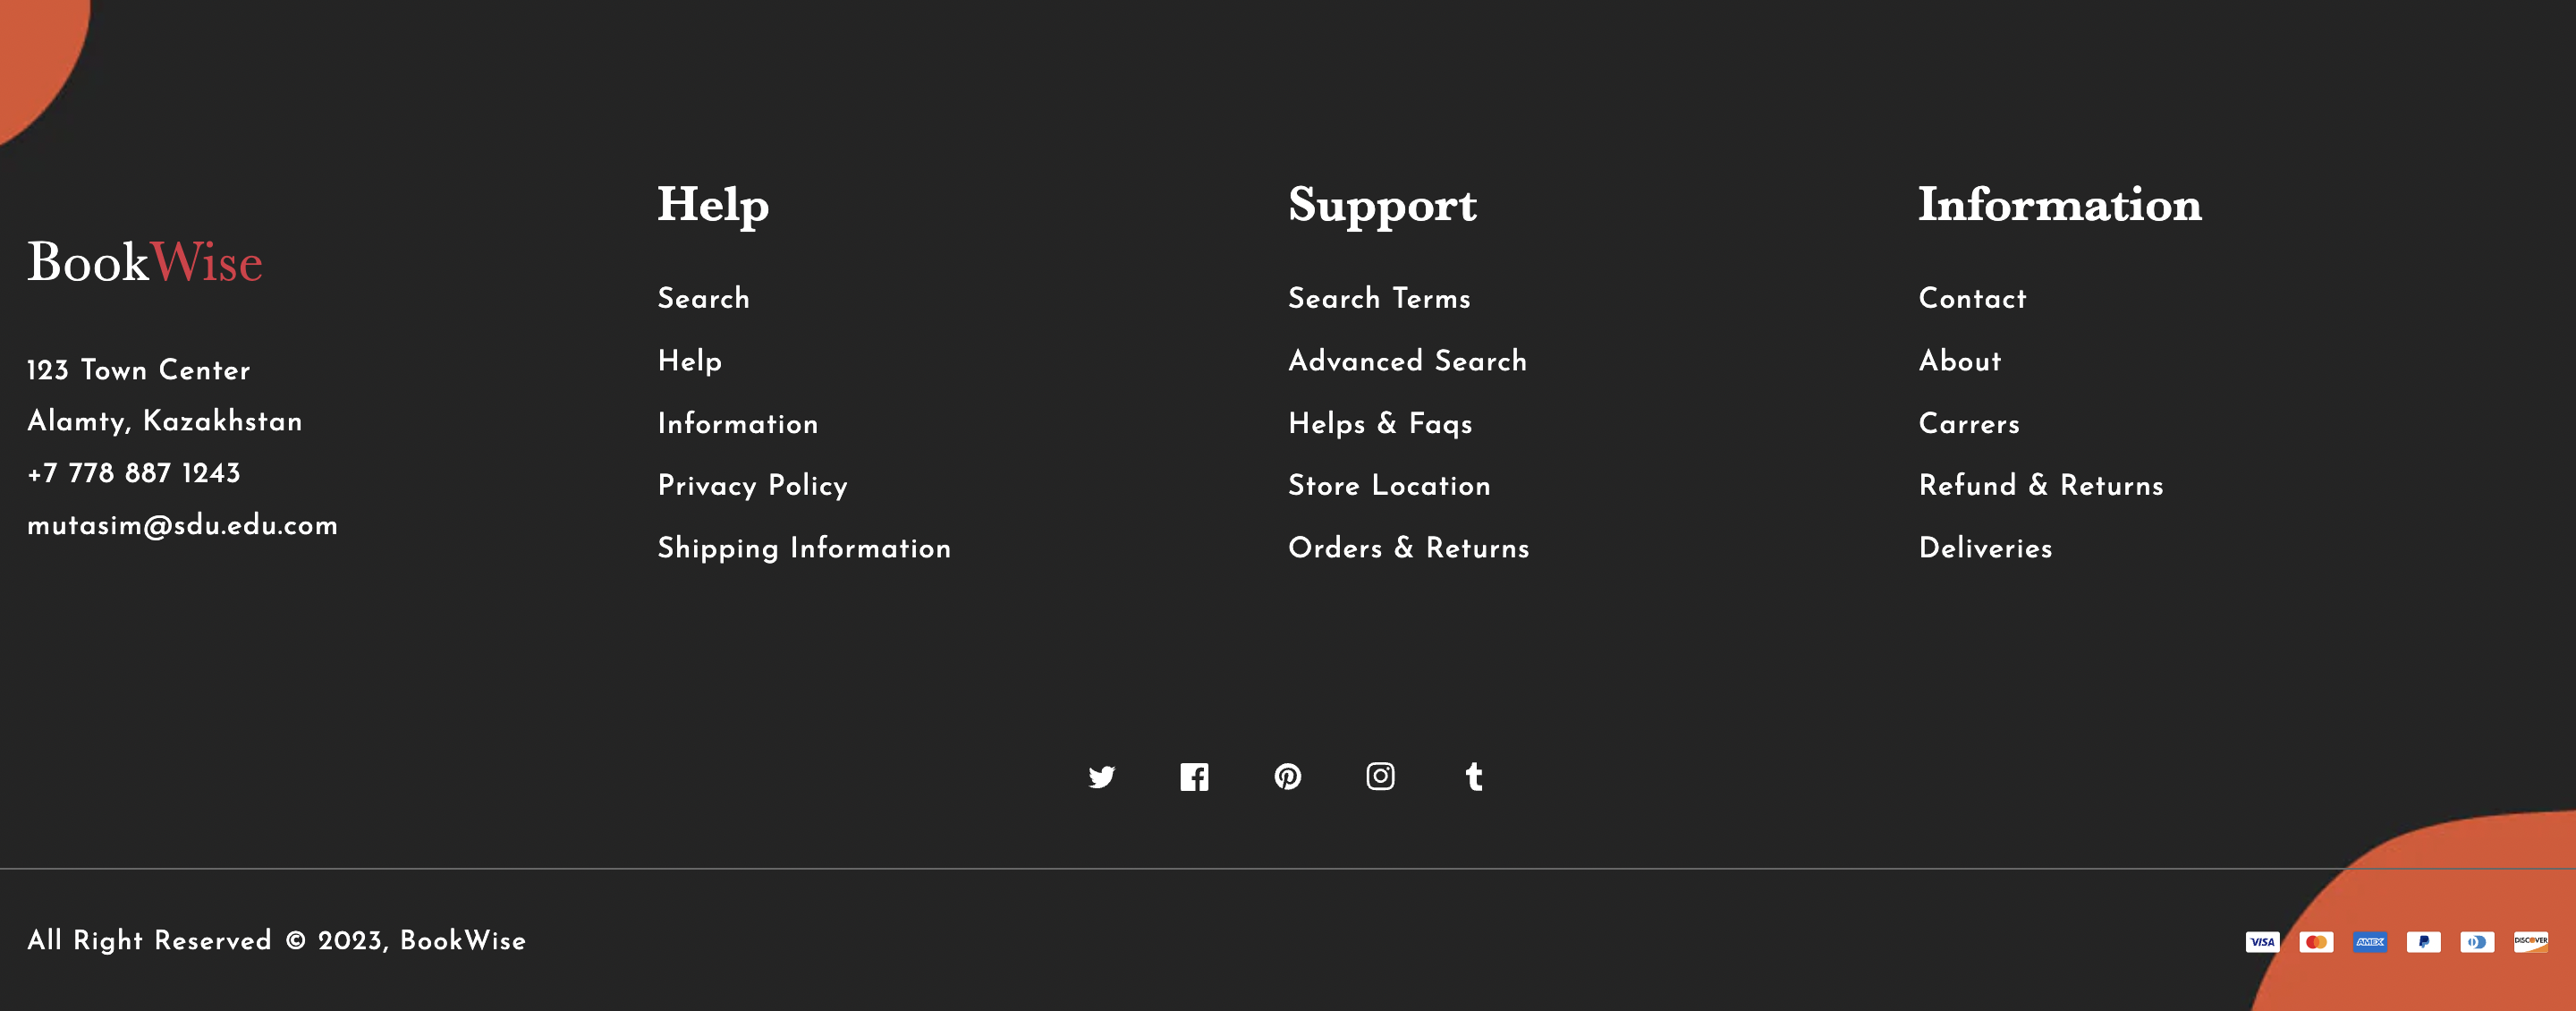 BookWise
123 Town Center
Alamty, Kazakhstan
+7 778 887 1243
mutasim@sdu.edu.com
Help
Search
Help
Information
Privacy Policy
Shipping Information
Support
Search Terms
Advanced Search
Helps & Faqs
Store Location
Orders & Returns
Information
Contact
About
Carrers
Refund & Returns
Deliveries
All Right Reserved © 2023, BookWise
VISA
AMEX
DISCOVER